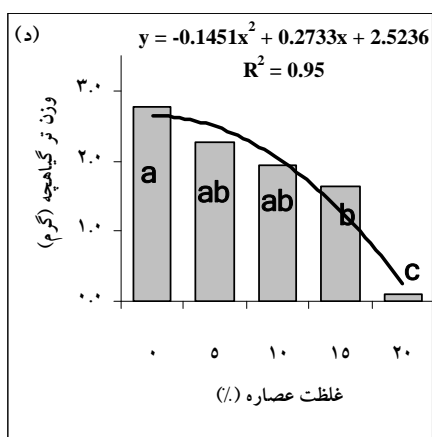 (د)
y = -0.1451x² + 0.2733x + 2.5236
R² = 0.95
وزن تر گیاهچه (گرم)
۳.۰
۲.۰
۱.۰
۰.۰
a
ab
ab
b
c
۰ ۵ ۱۰ ۱۵ ۲۰
غلظت عصاره (٪)